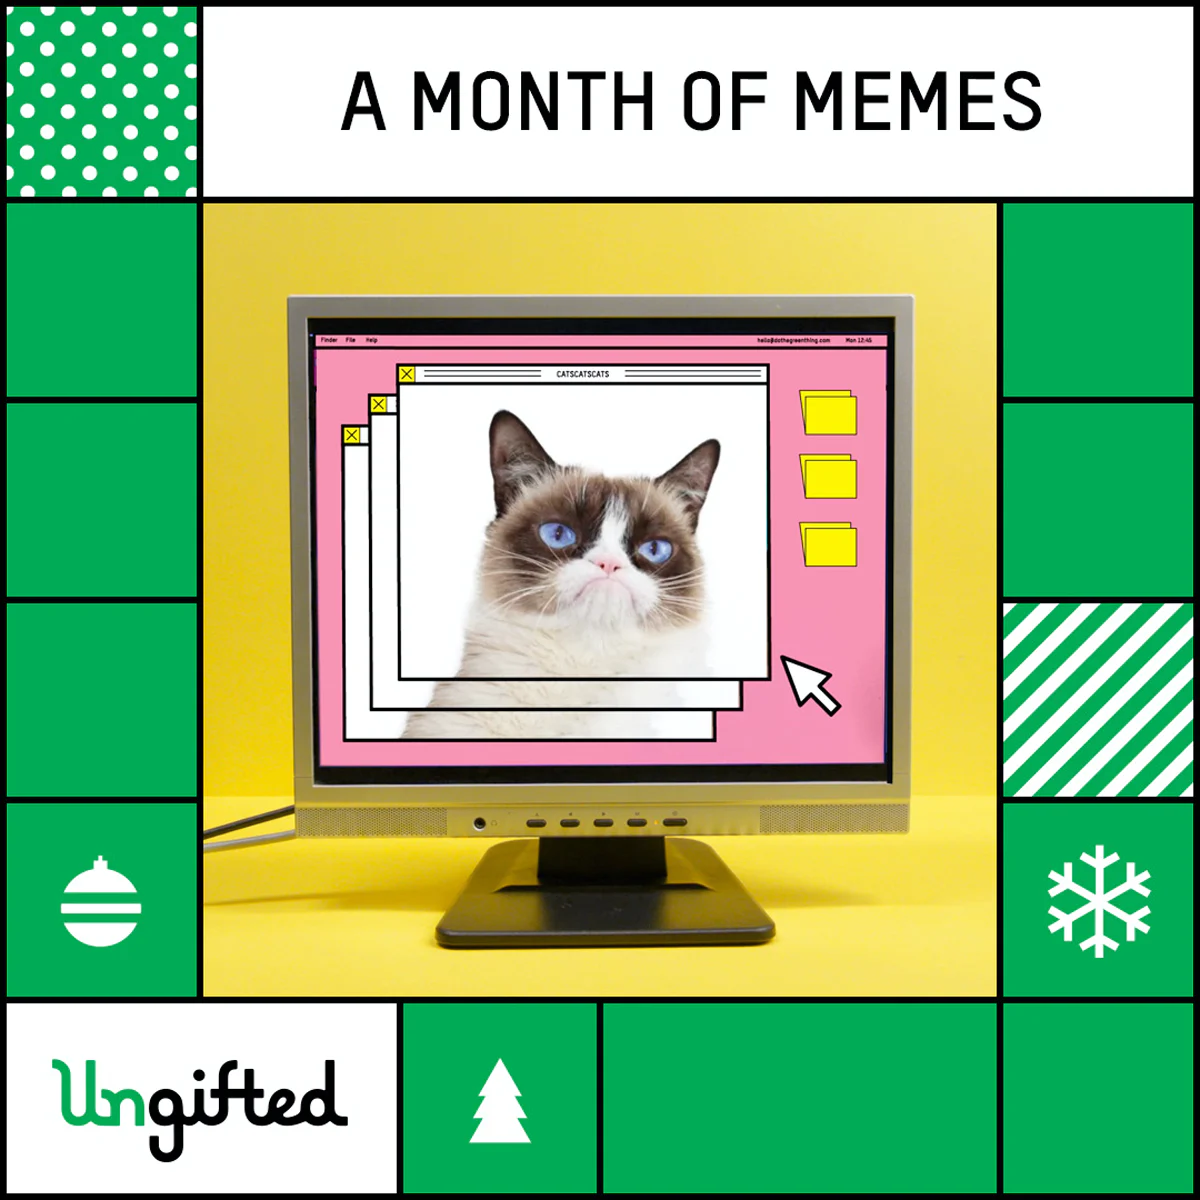 A MONTH OF MEMES
Finder File Help
hello@dothegreenthing.com Mon 12:45
CATSCATSCATS
Ungifted